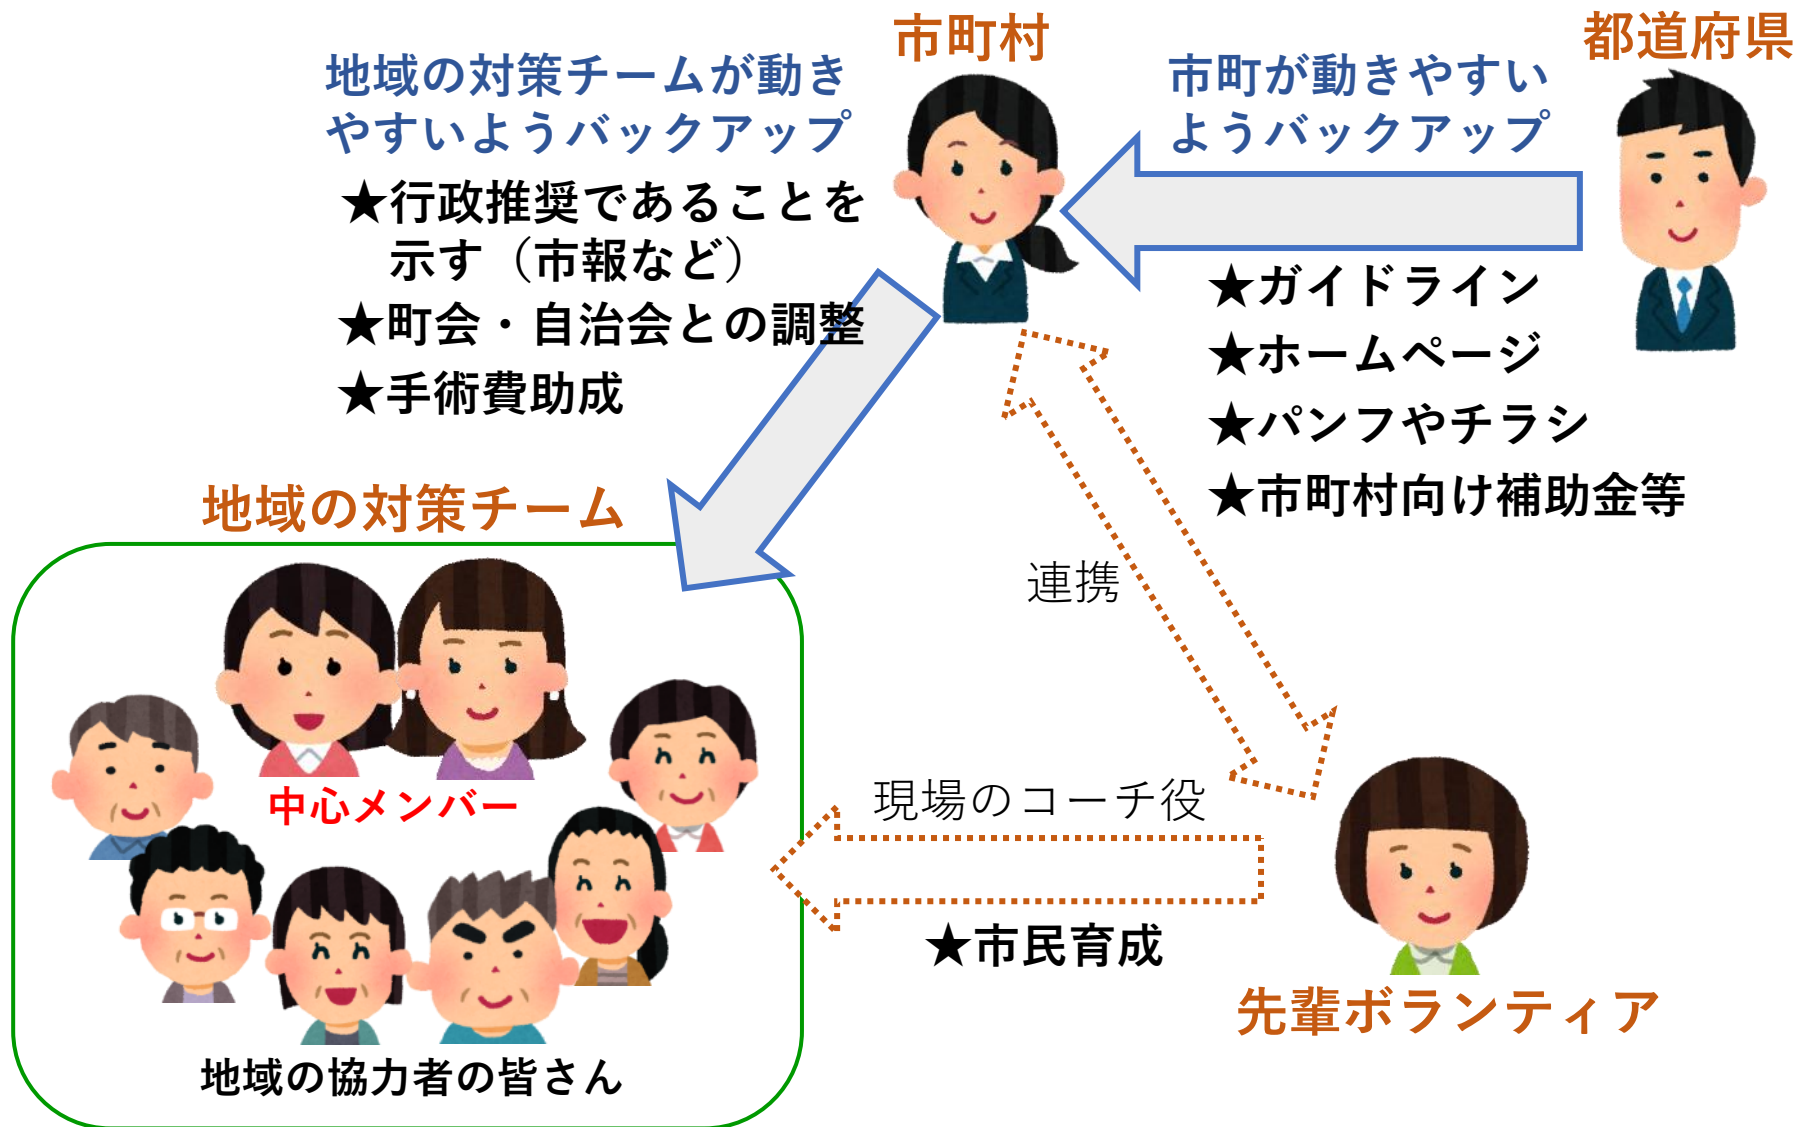 市町村
都道府県
地域の対策チームが動き
やすいようバックアップ
★行政推奨であることを
示す（市報など）
★町会・自治会との調整
★手術費助成
市町が動きやすい
ようバックアップ
★ガイドライン
★ホームページ
★パンフやチラシ
★市町村向け補助金等
地域の対策チーム
中心メンバー
地域の協力者の皆さん
連携
現場のコーチ役
★市民育成
先輩ボランティア